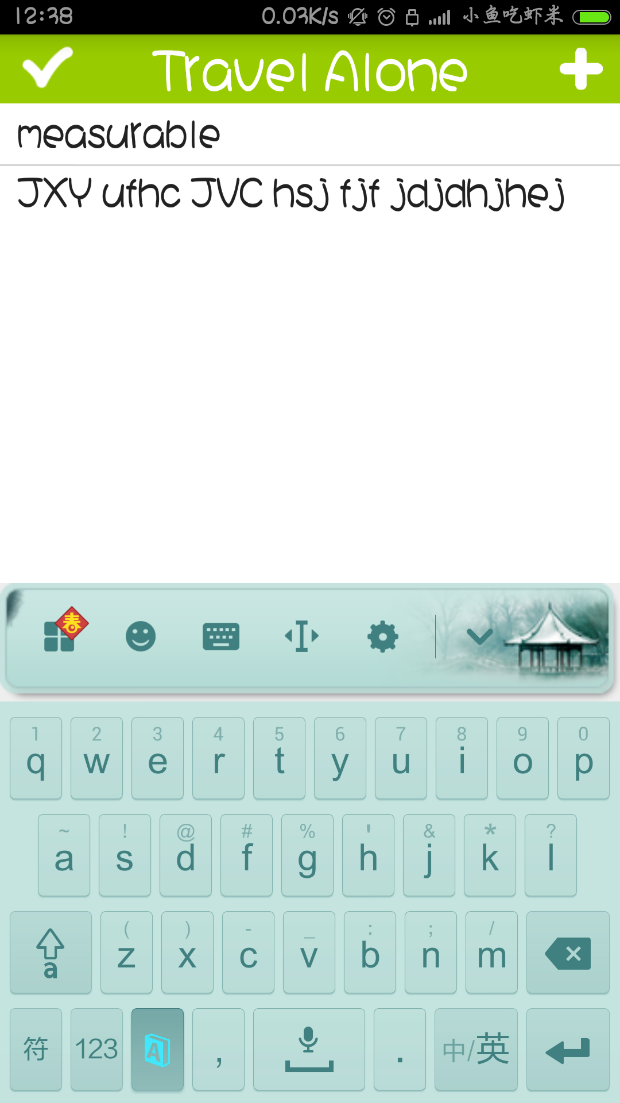 12:38 0.03K/s 小鱼吃虾米
Travel Alone
measurable
JXY ufhc JVC hsj fjf jdjdhjhej
春
1 2 3 4 5 6 7 8 9 0
q w e r t y u i o p
~ ! @ # % ' & * ?
a s d f g h j k l
( ) - _ : ; /
a z x c v b n m
符 123 A , . 中/英